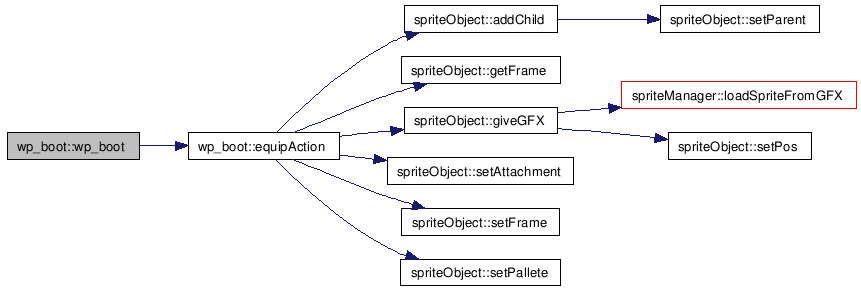 wp_boot::wp_boot
wp_boot::equipAction
spriteObject::addChild
spriteObject::setParent
spriteObject::getFrame
spriteObject::giveGFX
spriteManager::loadSpriteFromGFX
spriteObject::setPos
spriteObject::setAttachment
spriteObject::setFrame
spriteObject::setPallete